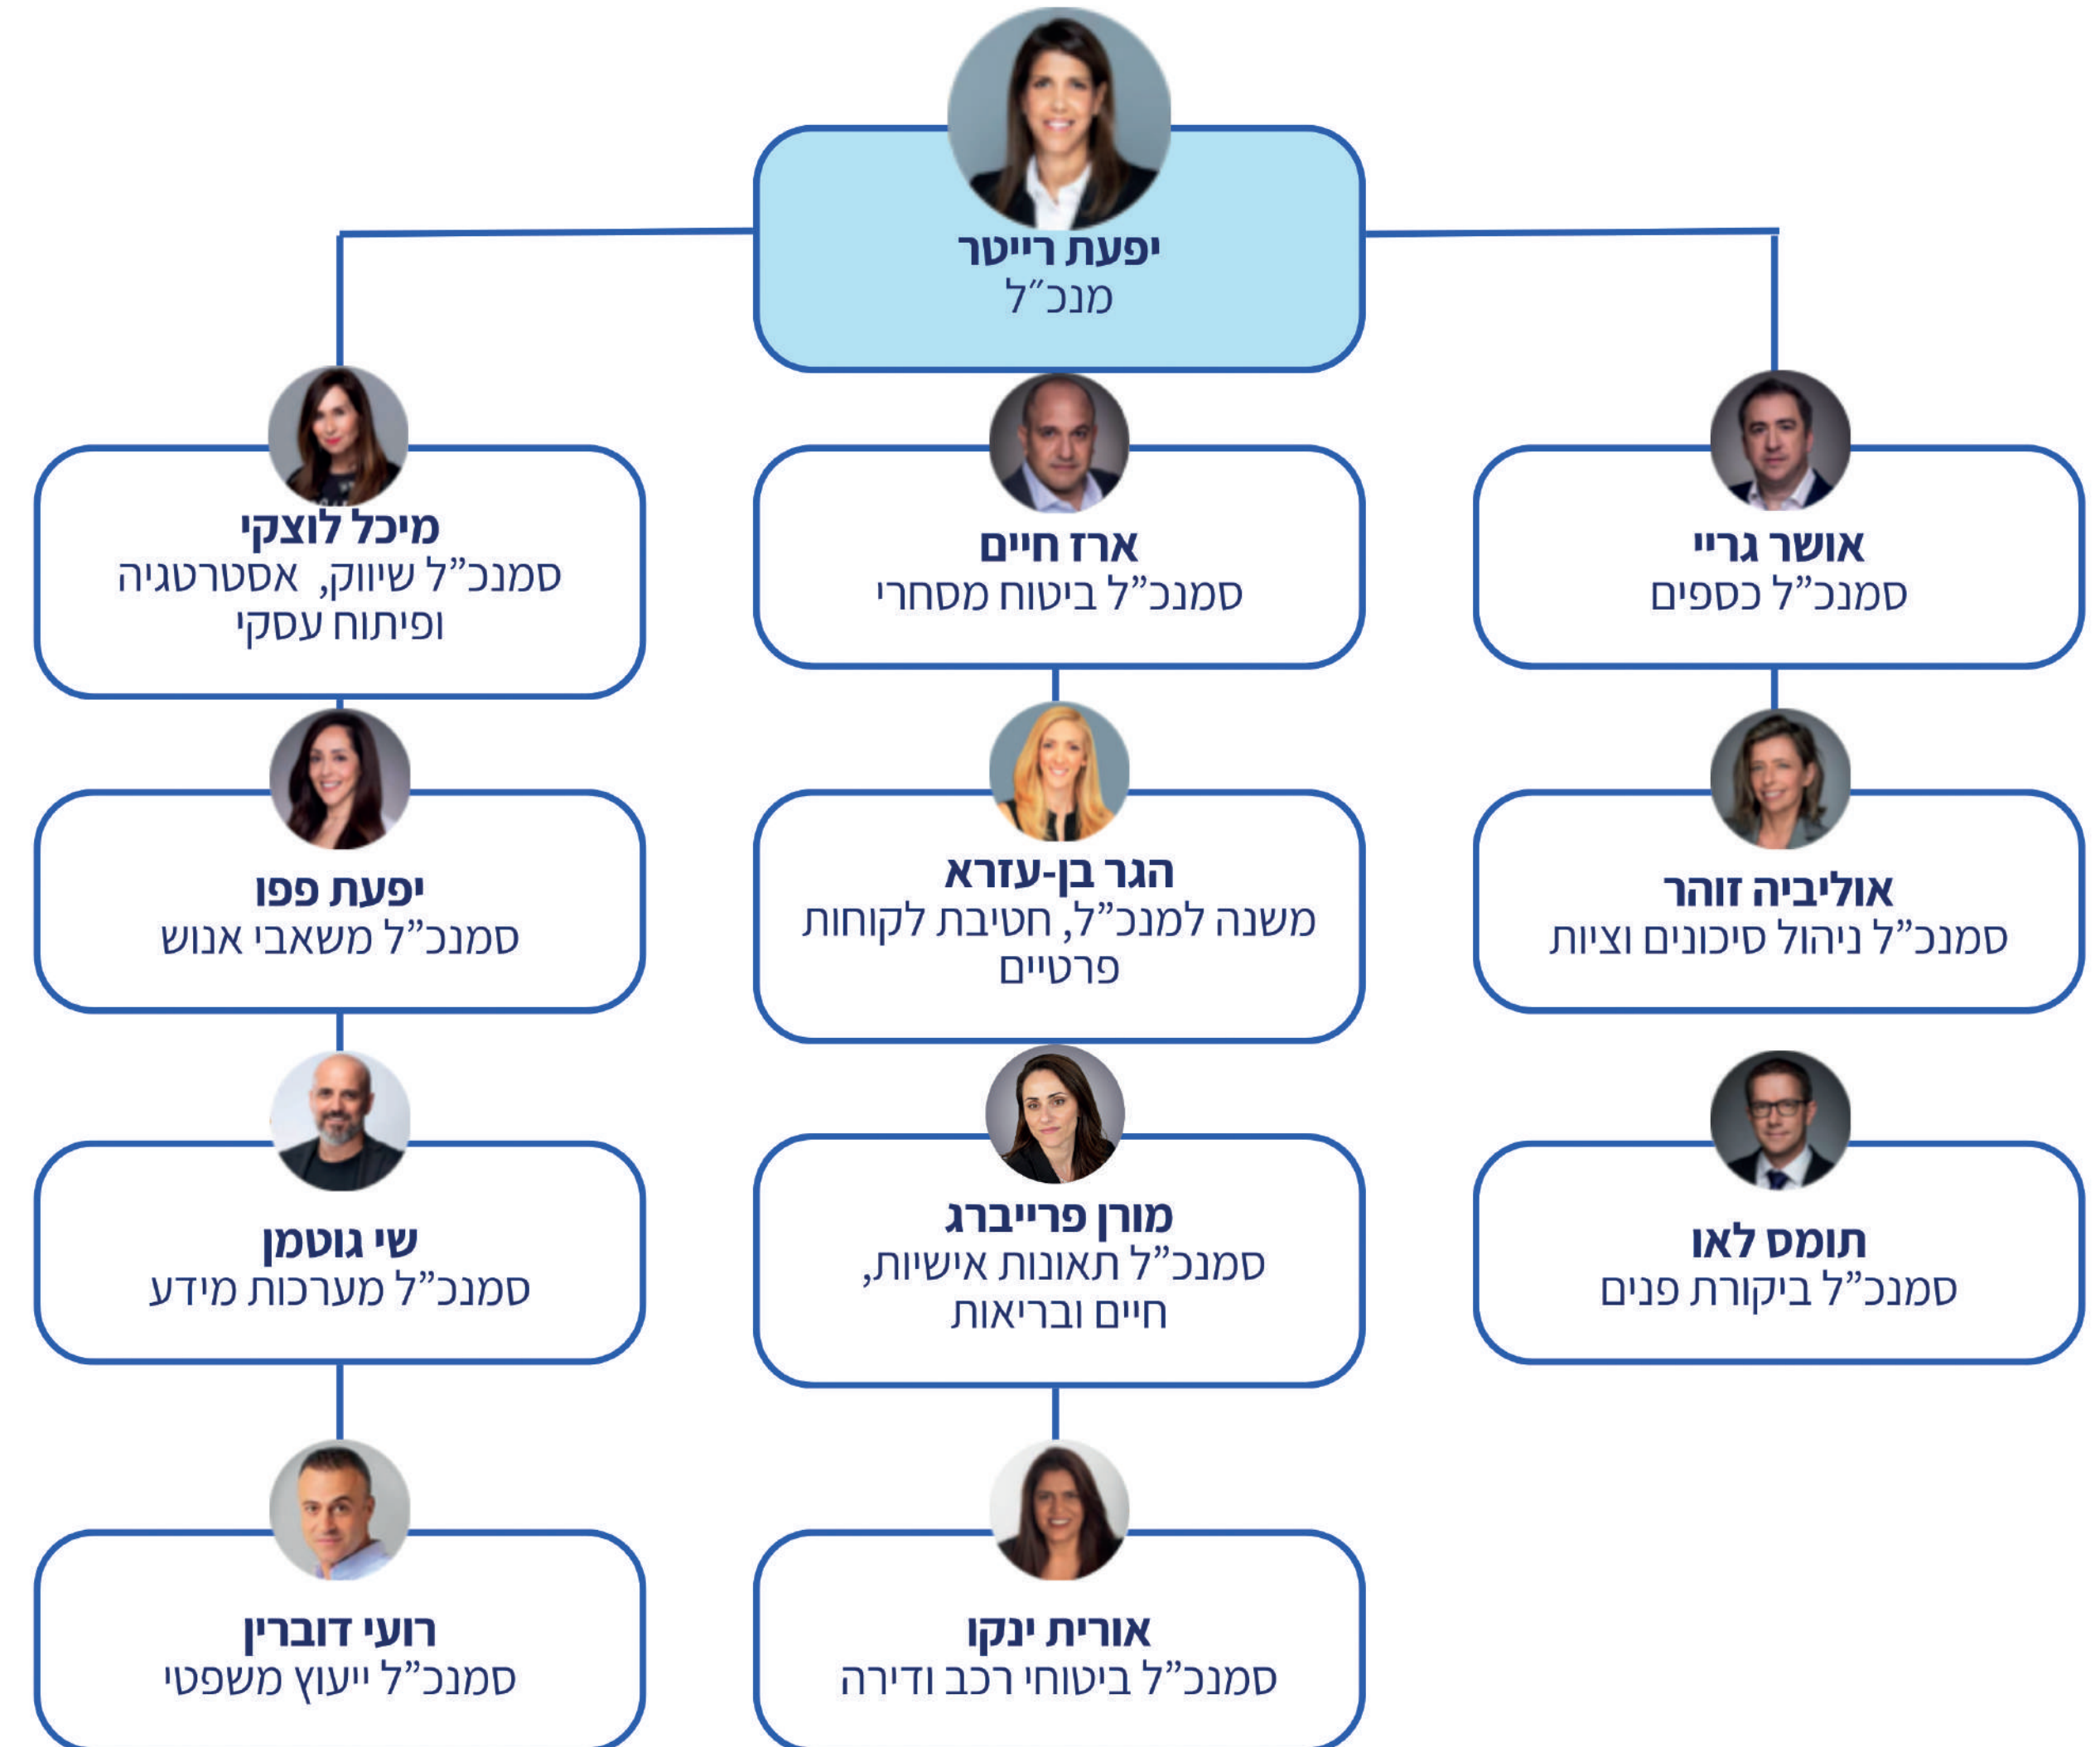 יפעת רייטר
מנכ״ל
אושר גריי
סמנכ”ל כספים
ארז חיים
סמנכ”ל ביטוח מסחרי
מיכל לוצקי
סמנכ”ל שיווק, אסטרטגיה
ופיתוח עסקי
אוליביה זוהר
סמנכ”ל ניהול סיכונים וציות
הגר בן-עזרא
משנה למנכ”ל, חטיבת לקוחות
פרטיים
יפעת פפו
סמנכ”ל משאבי אנוש
תומס לאו
סמנכ”ל ביקורת פנים
מורן פרייברג
סמנכ”ל תאונות אישיות,
חיים ובריאות
שי גוטמן
סמנכ”ל מערכות מידע
אורית ינקו
סמנכ”ל ביטוחי רכב ודירה
רועי דוברין
סמנכ”ל ייעוץ משפטי